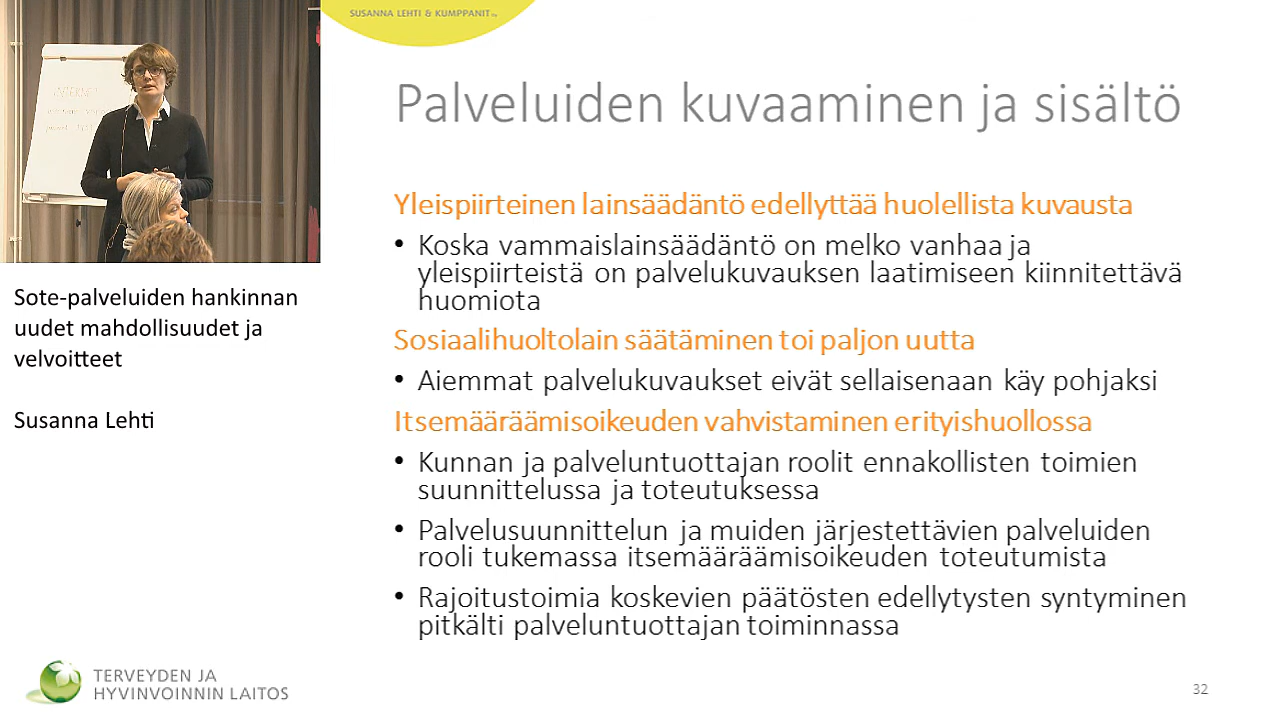 SUSANNA LEHTI & KUMPPANIT
Palveluiden kuvaaminen ja sisältö
Yleispiirteinen lainsäädäntö edellyttää huolellista kuvausta
• Koska vammaislainsäädäntö on melko vanhaa ja
yleispiirteistä on palvelukuvauksen laatimiseen kiinnitettävä
huomiota
Sosiaalihuoltolain säätäminen toi paljon uutta
• Aiemmat palvelukuvaukset eivät sellaisenaan käy pohjaksi
Itsemääräämisoikeuden vahvistaminen erityishuollossa
• Kunnan ja palveluntuottajan roolit ennakollisten toimien
suunnittelussa ja toteutuksessa
• Palvelusuunnittelun ja muiden järjestettävien palveluiden
rooli tukemassa itsemääräämisoikeuden toteutumista
• Rajoitustoimia koskevien päätösten edellytysten syntyminen
pitkälti palveluntuottajan toiminnassa
Sote-palveluiden hankinnan
uudet mahdollisuudet ja
velvoitteet
Susanna Lehti
TERVEYDEN JA
HYVINVOINNIN LAITOS
32